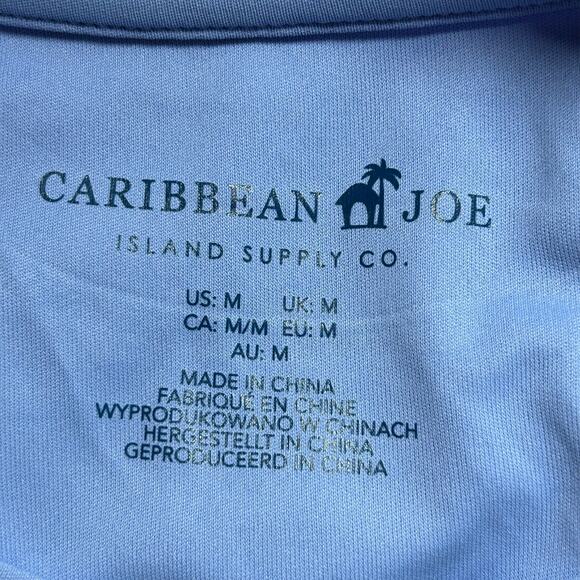 CARIBBEAN JOE
ISLAND SUPPLY CO.
US: M UK: M
CA: M/M EU: M
AU: M
MADE IN CHINA
FABRIQUÉ EN CHINE
WYPRODUKOWANO W CHINACH
HERGESTELLT IN CHINA
GEPRODUCEERD IN CHINA